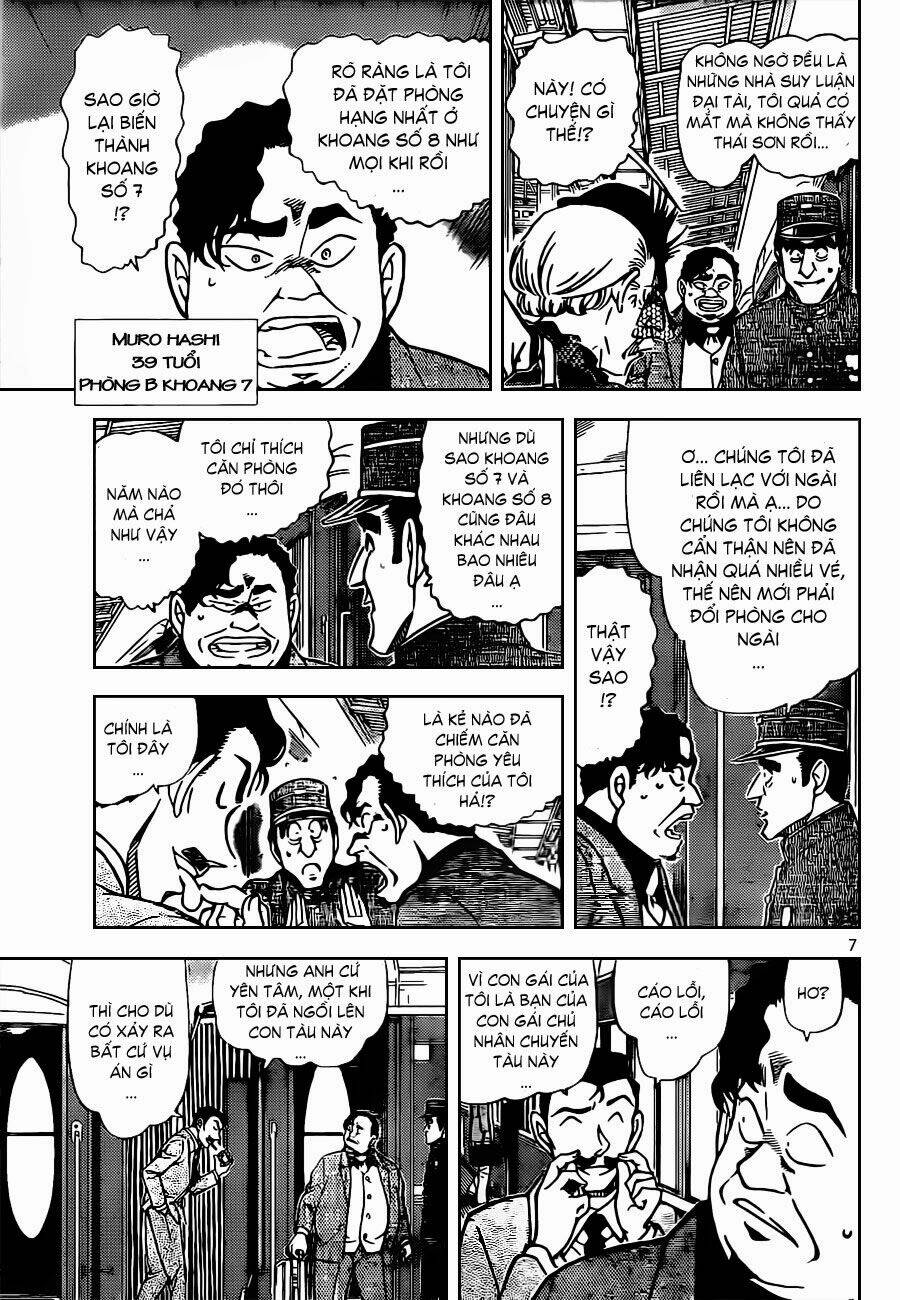 KHÔNG NGỜ ĐỀU LÀ
NHỮNG NHÀ SUY LUẬN
ĐẠI TÀI, TÔI QUẢ CÓ
MẮT MÀ KHÔNG THẤY
THÁI SƠN RỒI...
NÀY! CÓ
CHUYỆN GÌ
THẾ!?
RÕ RÀNG LÀ TÔI
ĐÃ ĐẶT PHÒNG
HẠNG NHẤT Ở
KHOANG SỐ 8 NHƯ
MỌI KHI RỒI
...
SAO GIỜ
LẠI BIẾN
THÀNH
KHOANG
SỐ 7
!?
MURO HASHI
39 TUỔI
PHÒNG B KHOANG 7
Ơ... CHÚNG TÔI ĐÃ
LIÊN LẠC VỚI NGÀI
RỒI MÀ Ạ... DO
CHÚNG TÔI KHÔNG
CẨN THẬN NÊN ĐÃ
NHẬN QUÁ NHIỀU VÉ,
THẾ NÊN MỚI PHẢI
ĐỔI PHÒNG CHO
NGÀI
...
THẬT
VẬY
SAO
!?
NHƯNG DÙ
SAO KHOANG
SỐ 7 VÀ
KHOANG SỐ 8
CŨNG ĐÂU
KHÁC NHAU
BAO NHIÊU
ĐÂU Ạ
...
TÔI CHỈ THÍCH
CĂN PHÒNG
ĐÓ THÔI
...
NĂM NÀO
MÀ CHẢ
NHƯ VẬY
...
LÀ KẺ NÀO ĐÃ
CHIẾM CĂN
PHÒNG YÊU
THÍCH CỦA TÔI
HẢ!?
CHÍNH LÀ
TÔI ĐÂY
...
7
HƠ?
CÁO LỖI,
CÁO LỖI
...
VÌ CON GÁI CỦA
TÔI LÀ BẠN CỦA
CON GÁI CHỦ
NHÂN CHUYẾN
TÀU NÀY
...
NHƯNG ANH CỨ
YÊN TÂM, MỘT KHI
TÔI ĐÃ NGỒI LÊN
CON TÀU NÀY
...
THÌ CHO DÙ
CÓ XẢY RA
BẤT CỨ VỤ
ÁN GÌ
...